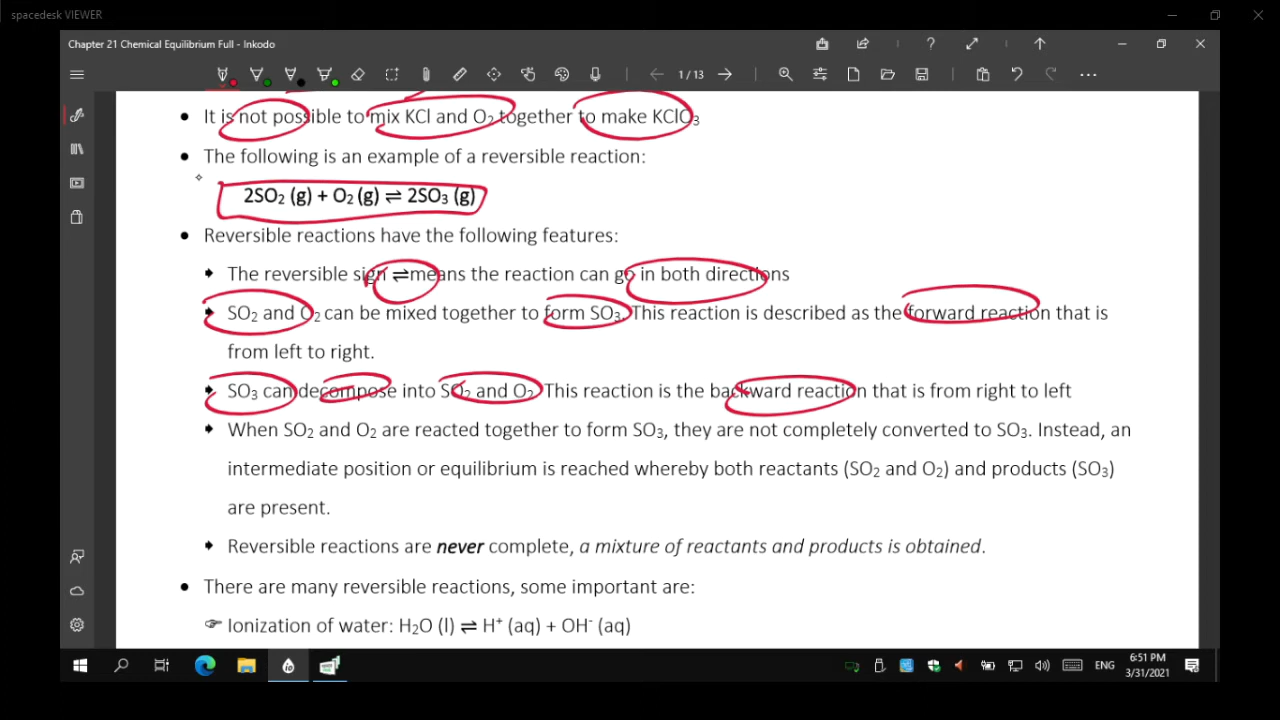 spacedesk VIEWER
Chapter 21 Chemical Equilibrium Full - Inkodo
1/13
• It is not possible to mix KCl and O₂ together to make KClO₃
• The following is an example of a reversible reaction:
2SO₂ (g) + O₂ (g) ⇌ 2SO₃ (g)
• Reversible reactions have the following features:
The reversible sign ⇌means the reaction can go in both directions
SO₂ and O₂ can be mixed together to form SO₃. This reaction is described as the forward reaction that is
from left to right.
SO₃ can decompose into SO₂ and O₂. This reaction is the backward reaction that is from right to left
When SO₂ and O₂ are reacted together to form SO₃, they are not completely converted to SO₃. Instead, an
intermediate position or equilibrium is reached whereby both reactants (SO₂ and O₂) and products (SO₃)
are present.
Reversible reactions are never complete, a mixture of reactants and products is obtained.
• There are many reversible reactions, some important are:
☞ Ionization of water: H₂O (l) ⇌ H⁺ (aq) + OH⁻ (aq)
ENG
6:51 PM
3/31/2021